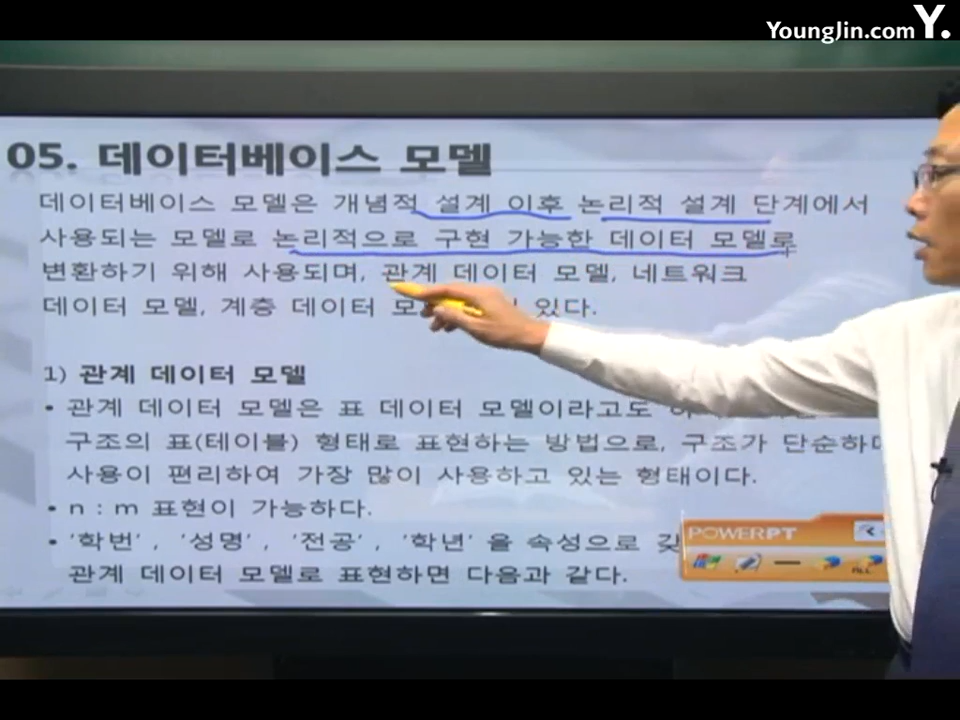 YoungJin.com Y.
05. 데이터베이스 모델
데이터베이스 모델은 개념적 설계 이후 논리적 설계 단계에서
사용되는 모델로 논리적으로 구현 가능한 데이터 모델로
변환하기 위해 사용되며, 관계 데이터 모델, 네트워크
데이터 모델, 계층 데이터 모 있다.
1) 관계 데이터 모델
• 관계 데이터 모델은 표 데이터 모델이라고도
구조의 표(테이블) 형태로 표현하는 방법으로, 구조가 단순하며
사용이 편리하여 가장 많이 사용하고 있는 형태이다.
• n : m 표현이 가능하다.
• '학번', '성명', '전공', '학년' 을 속성으로
관계 데이터 모델로 표현하면 다음과 같다.
POWERPT
ALL